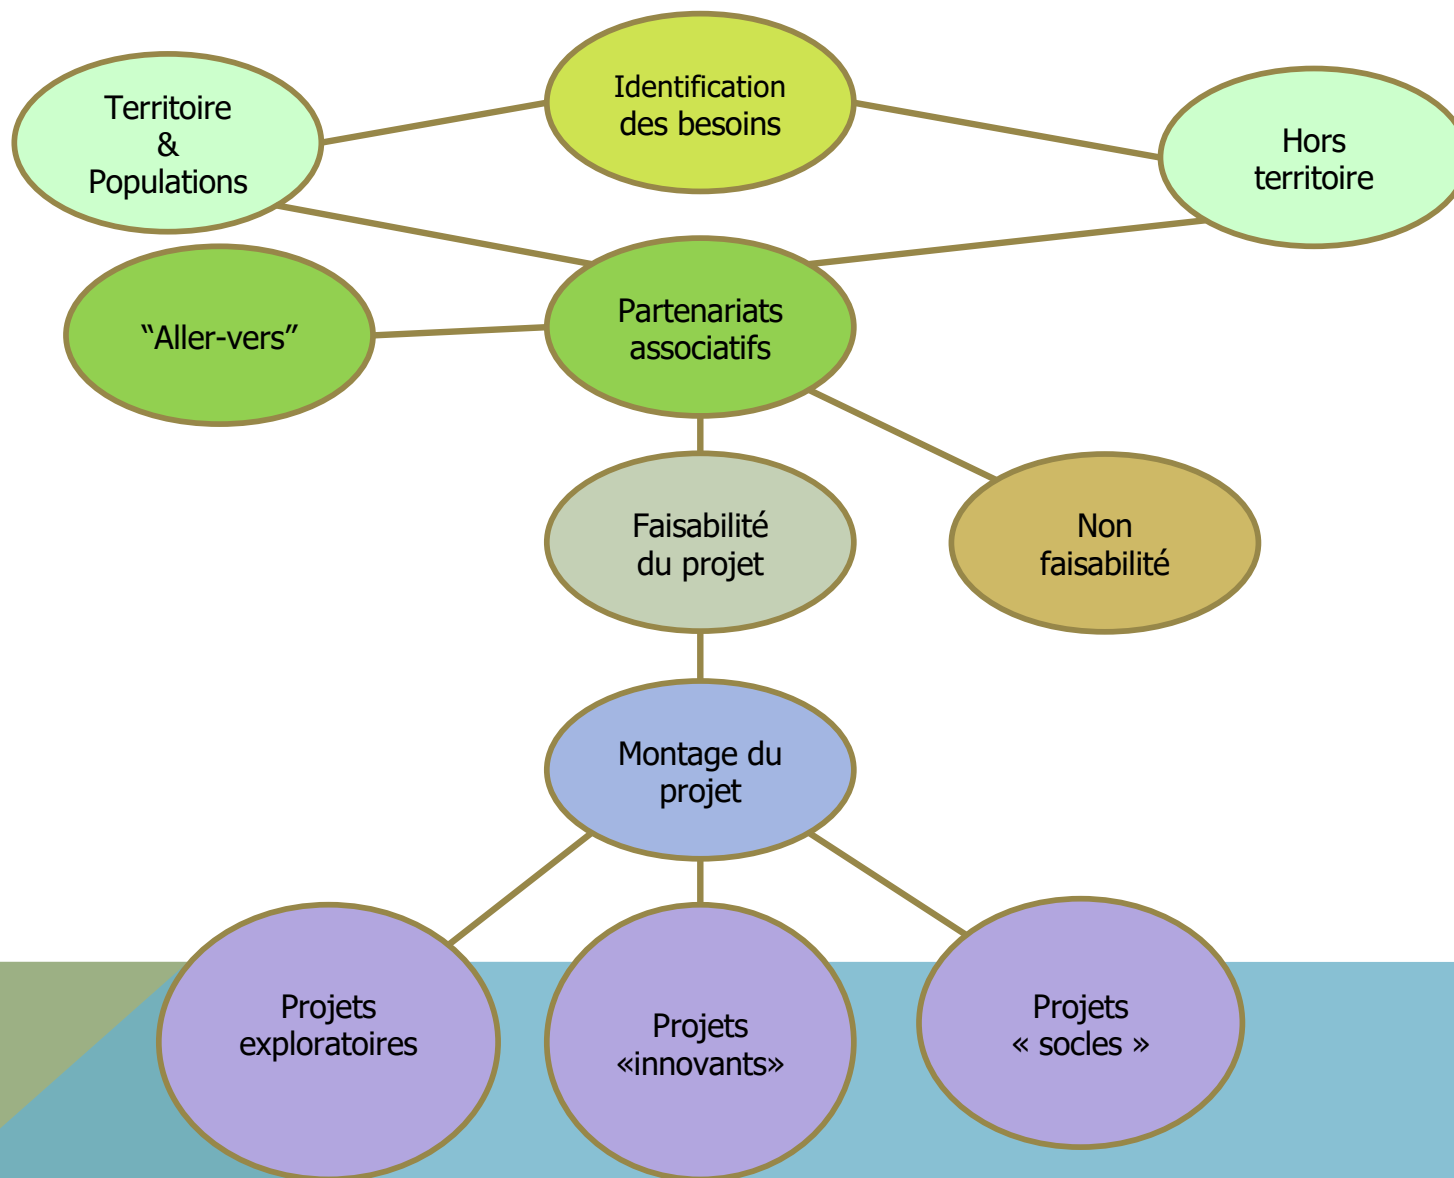 Identification
des besoins
Territoire
&
Populations
Hors
territoire
Partenariats
associatifs
“Aller-vers”
Faisabilité
du projet
Non
faisabilité
Montage du
projet
Projets
exploratoires
Projets
«innovants»
Projets
« socles »